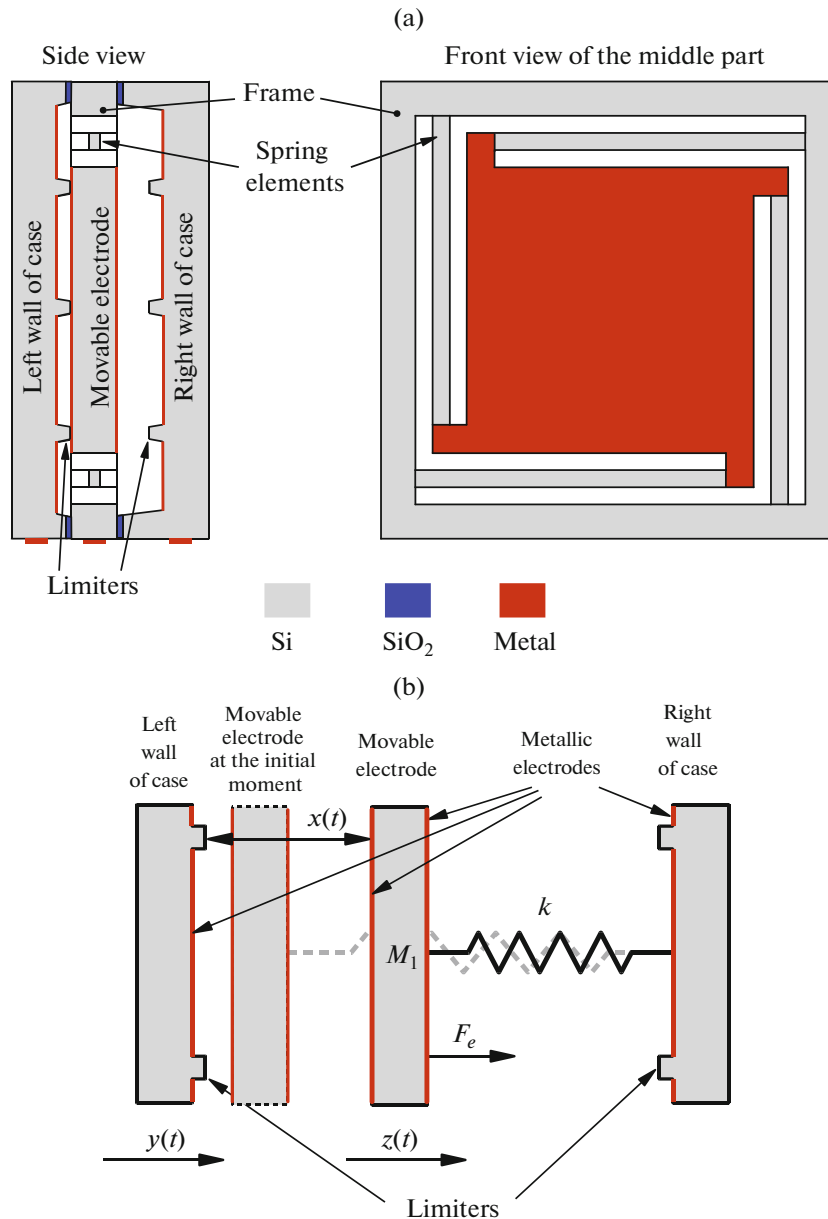 (a)
Side view
Front view of the middle part
Frame
Spring
elements
Left wall of case
Movable electrode
Right wall of case
Limiters
Si
SiO₂
Metal
(b)
Left
wall
of case
Movable
electrode
at the initial
moment
Movable
electrode
Metallic
electrodes
Right
wall
of case
x(t)
k
M₁
Fₑ
y(t)
z(t)
Limiters